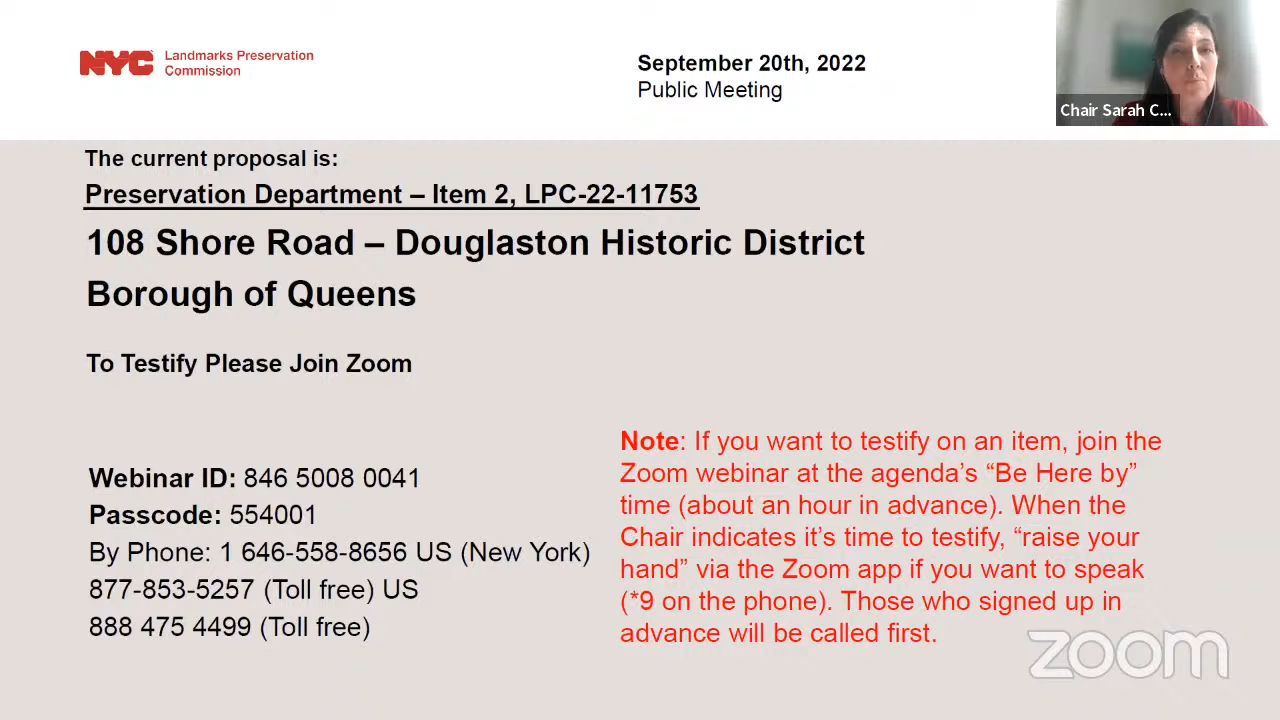 NYC Landmarks Preservation
Commission
September 20th, 2022
Public Meeting
Chair Sarah C...
The current proposal is:
Preservation Department – Item 2, LPC-22-11753
108 Shore Road – Douglaston Historic District
Borough of Queens
To Testify Please Join Zoom
Webinar ID: 846 5008 0041
Passcode: 554001
By Phone: 1 646-558-8656 US (New York)
877-853-5257 (Toll free) US
888 475 4499 (Toll free)
Note: If you want to testify on an item, join the
Zoom webinar at the agenda’s “Be Here by”
time (about an hour in advance). When the
Chair indicates it’s time to testify, “raise your
hand” via the Zoom app if you want to speak
(*9 on the phone). Those who signed up in
advance will be called first.
zoom